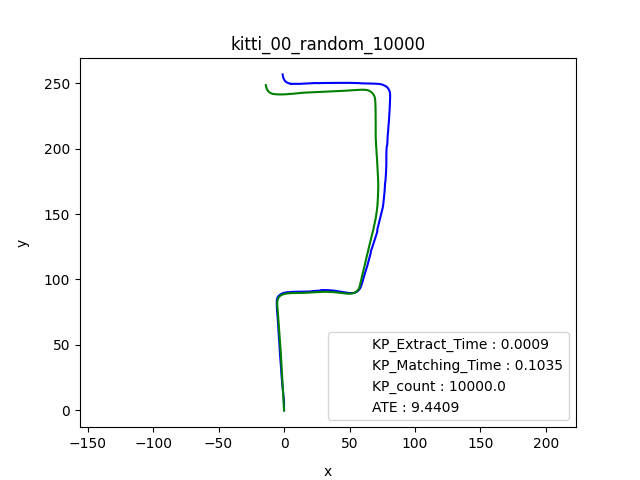 kitti_00_random_10000
250
200
150
100
50
0
y
KP_Extract_Time : 0.0009
KP_Matching_Time : 0.1035
KP_count : 10000.0
ATE : 9.4409
−150 −100 −50 0 50 100 150 200
x